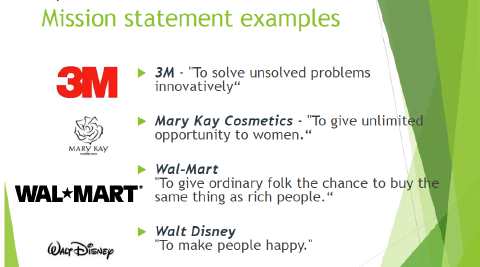 Mission statement examples
3M
3M - "To solve unsolved problems
innovatively“
MARY KAY
Mary Kay Cosmetics - "To give unlimited
opportunity to women.“
WAL★MART®
Wal-Mart
"To give ordinary folk the chance to buy the
same thing as rich people.“
WALT DISNEY
Walt Disney
"To make people happy."